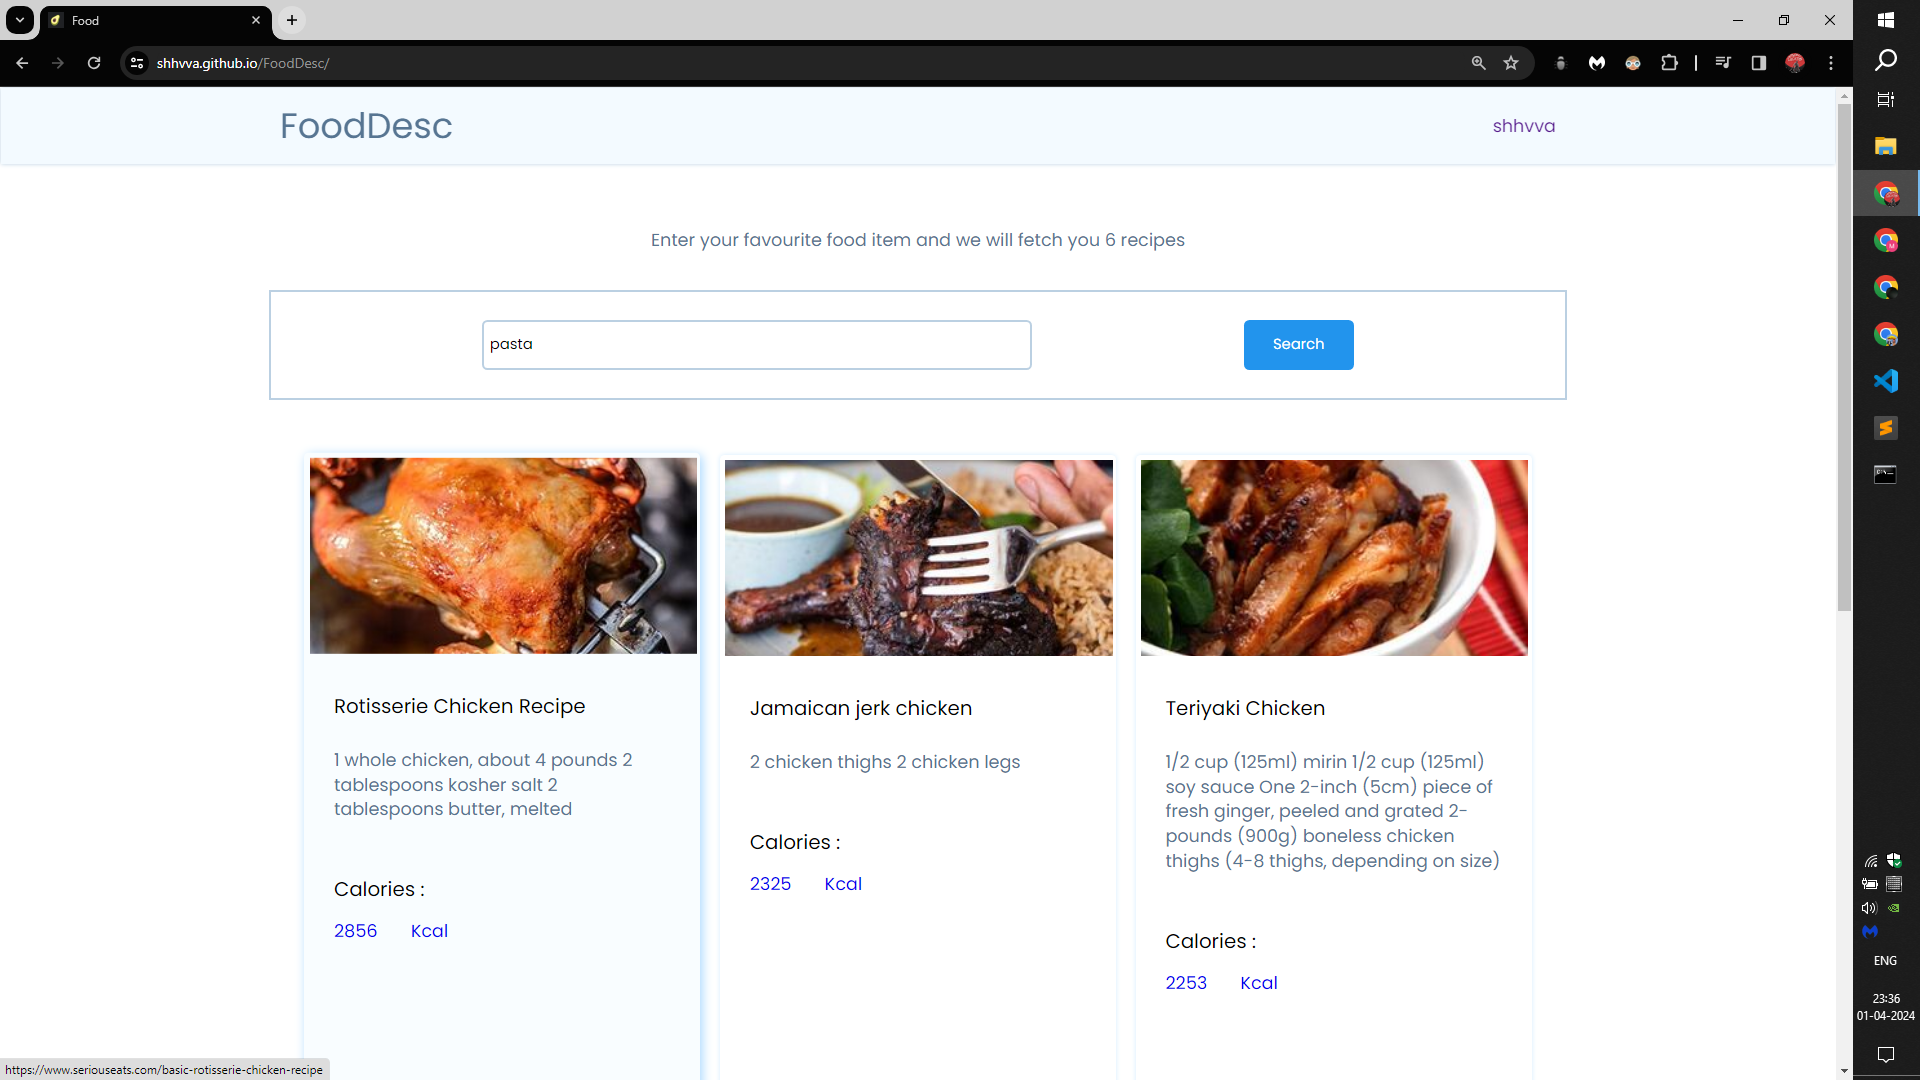 Food
shhvva.github.io/FoodDesc/
FoodDesc
shhvva
Enter your favourite food item and we will fetch you 6 recipes
pasta
Search
Rotisserie Chicken Recipe
1 whole chicken, about 4 pounds 2
tablespoons kosher salt 2
tablespoons butter, melted
Calories :
2856 Kcal
Jamaican jerk chicken
2 chicken thighs 2 chicken legs
Calories :
2325 Kcal
Teriyaki Chicken
1/2 cup (125ml) mirin 1/2 cup (125ml)
soy sauce One 2-inch (5cm) piece of
fresh ginger, peeled and grated 2-
pounds (900g) boneless chicken
thighs (4-8 thighs, depending on size)
Calories :
2253 Kcal
https://www.seriouseats.com/basic-rotisserie-chicken-recipe
ENG
23:36
01-04-2024